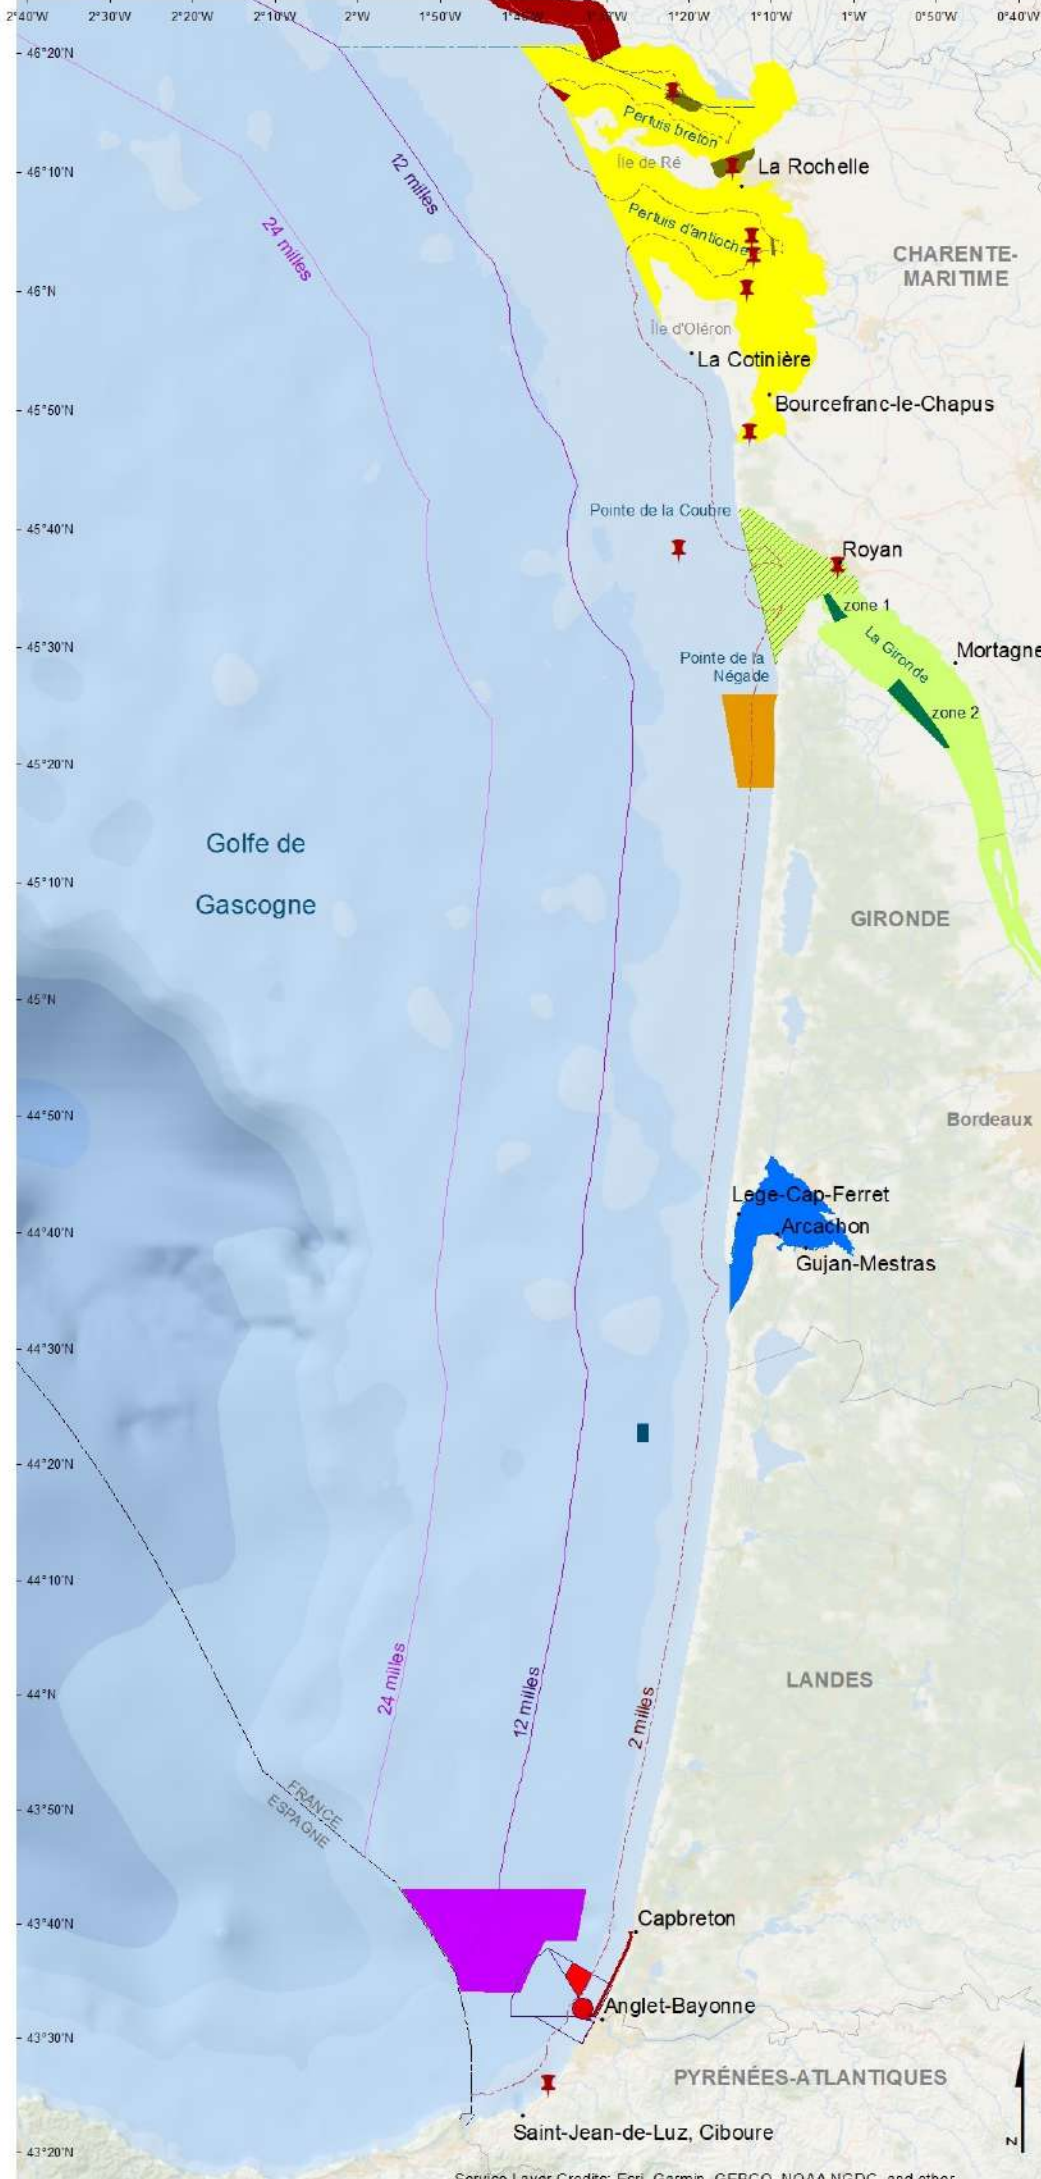 2°40'W 2°30'W 2°20'W 2°10'W 2°W 1°50'W 1°20'W 1°10'W 1°W 0°50'W 0°40'W
46°20'N
Pertuis breton
12 milles
Île de Ré
La Rochelle
46°10'N
24 milles
Pertuis d'antioche
CHARENTE-
MARITIME
46°N
Île d'Oléron
La Cotinière
45°50'N
Bourcefranc-le-Chapus
Pointe de la Coubre
45°40'N
Royan
zone 1
45°30'N
La Gironde
Mortagne
Pointe de la
Négade
zone 2
45°20'N
Golfe de
Gascogne
45°10'N
GIRONDE
45°N
44°50'N
Bordeaux
Lege-Cap-Ferret
44°40'N
Arcachon
Gujan-Mestras
44°30'N
44°20'N
44°10'N
24 milles
12 milles
2 milles
LANDES
44°N
43°50'N
FRANCE
ESPAGNE
43°40'N
Capbreton
Anglet-Bayonne
43°30'N
PYRÉNÉES-ATLANTIQUES
N
Saint-Jean-de-Luz, Ciboure
43°20'N
Service Layer Credits: Esri, Garmin, GEBCO, NOAA NGDC, and other